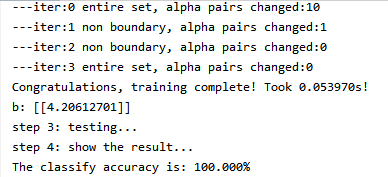 ---iter:0 entire set, alpha pairs changed:10
---iter:1 non boundary, alpha pairs changed:1
---iter:2 non boundary, alpha pairs changed:0
---iter:3 entire set, alpha pairs changed:0
Congratulations, training complete! Took 0.053970s!
b: [[4.20612701]]
step 3: testing...
step 4: show the result...
The classify accuracy is: 100.000%